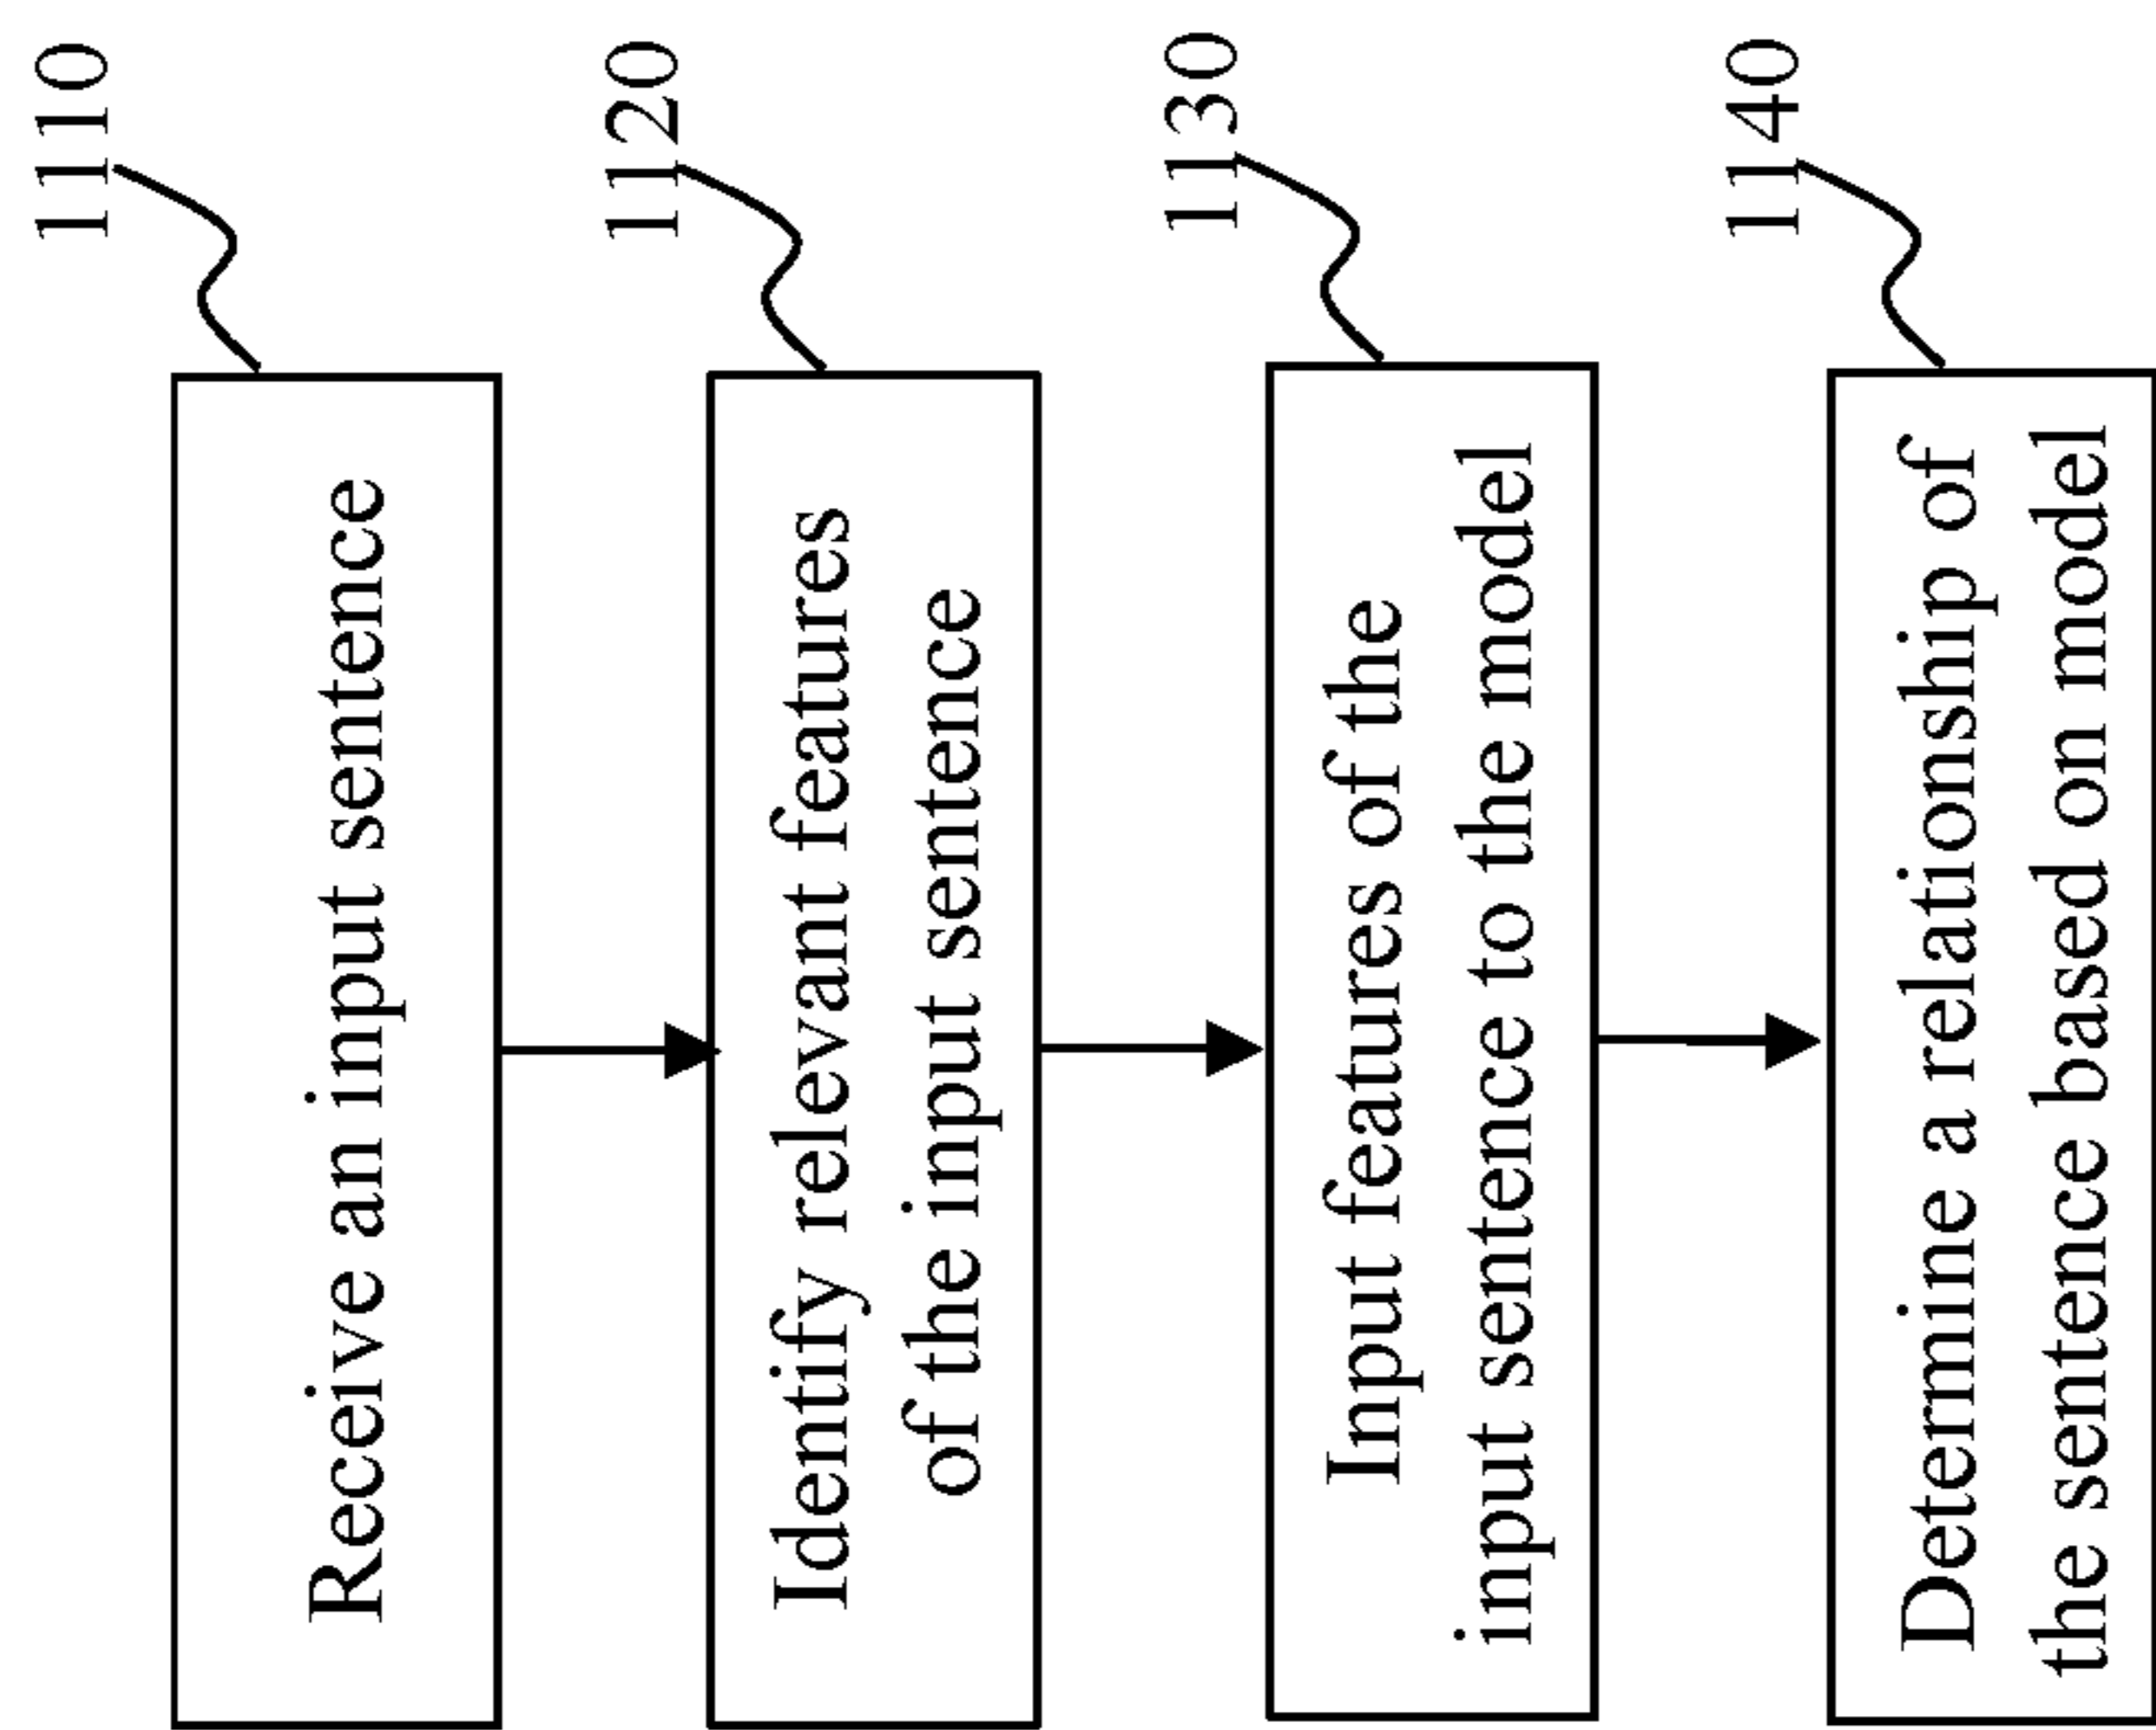 1110
Receive an input sentence
1120
Identify relevant features
of the input sentence
1130
Input features of the
input sentence to the model
1140
Determine a relationship of
the sentence based on model